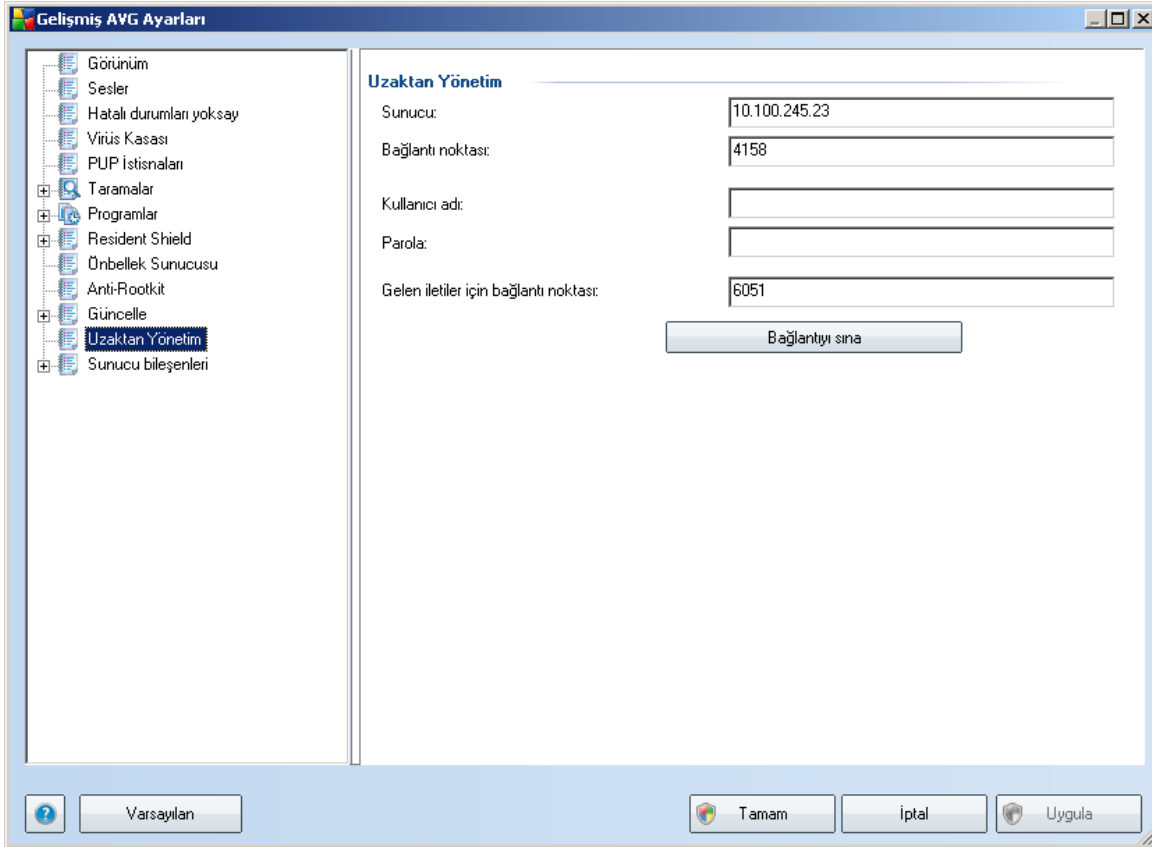 Gelişmiş AVG Ayarları
Görünüm
Sesler
Hatalı durumları yoksay
Virüs Kasası
PUP İstisnaları
Taramalar
Programlar
Resident Shield
Önbellek Sunucusu
Anti-Rootkit
Güncelle
Uzaktan Yönetim
Sunucu bileşenleri
Uzaktan Yönetim
Sunucu: 10.100.245.23
Bağlantı noktası: 4158
Kullanıcı adı:
Parola:
Gelen iletiler için bağlantı noktası: 6051
Bağlantıyı sına
Varsayılan Tamam İptal Uygula